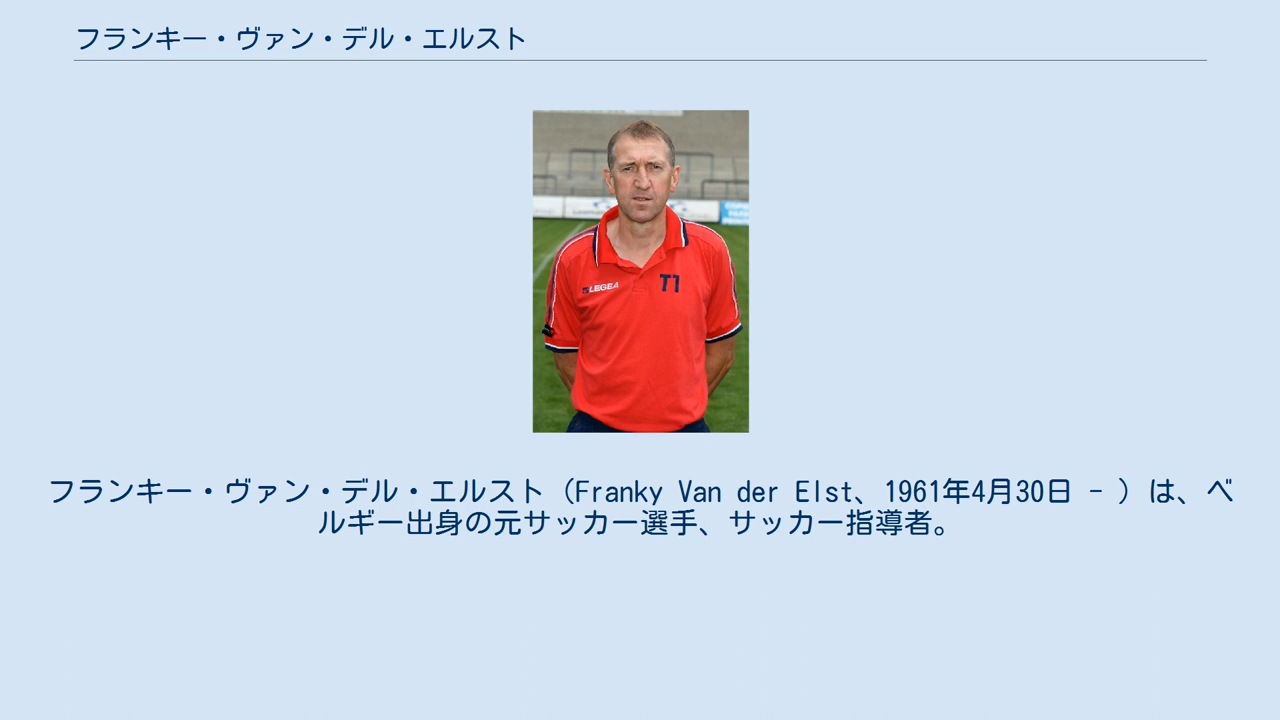 フランキー・ヴァン・デル・エルスト
LEGEA
T1
フランキー・ヴァン・デル・エルスト（Franky Van der Elst、1961年4月30日 - ）は、ベ
ルギー出身の元サッカー選手、サッカー指導者。